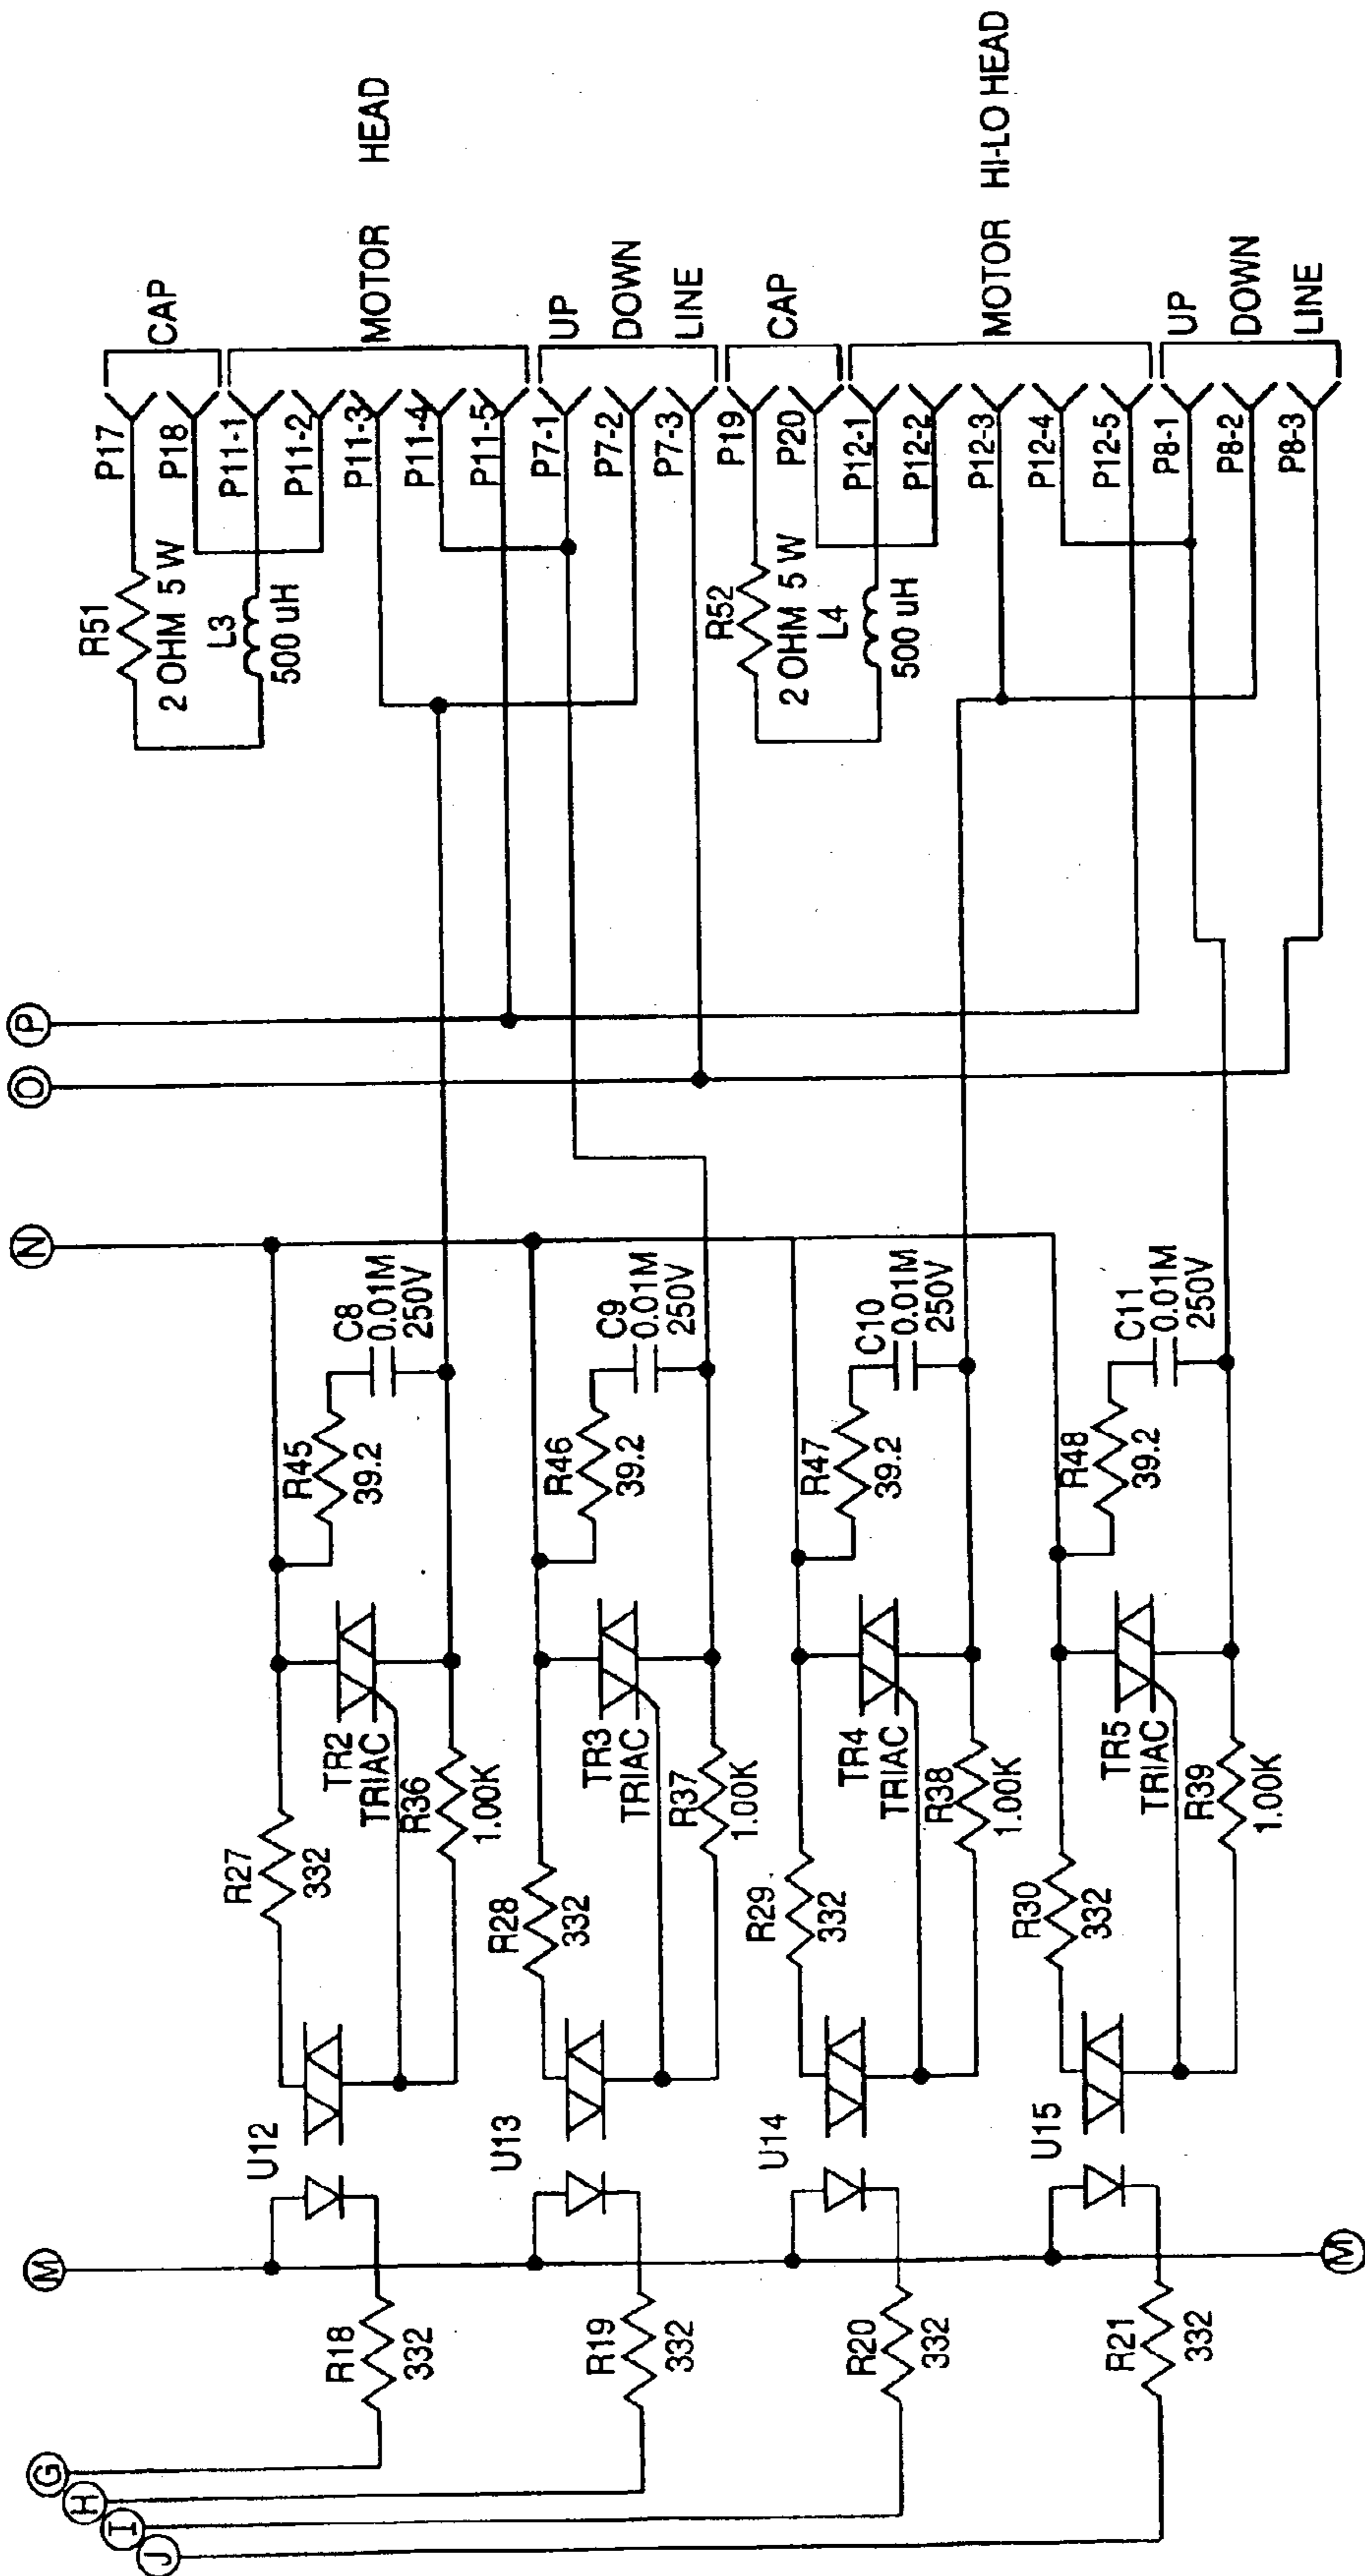 G
H
I
J
M
N
O
P
R18
332
U12
R27
332
TR2
TRIAC
R36
1.00K
R45
39.2
C8
0.01M
250V
R19
332
U13
R28
332
TR3
TRIAC
R37
1.00K
R46
39.2
C9
0.01M
250V
R20
332
U14
R29
332
TR4
TRIAC
R38
1.00K
R47
39.2
C10
0.01M
250V
R21
332
U15
R30
332
TR5
TRIAC
R39
1.00K
R48
39.2
C11
0.01M
250V
M
R51
2 OHM 5 W
L3
500 uH
P17
P18
CAP
P11-1
P11-2
P11-3
P11-4
P11-5
MOTOR HEAD
P7-1
UP
P7-2
DOWN
P7-3
LINE
R52
2 OHM 5 W
L4
500 uH
P19
P20
CAP
P12-1
P12-2
P12-3
P12-4
P12-5
MOTOR HI-LO HEAD
P8-1
UP
P8-2
DOWN
P8-3
LINE